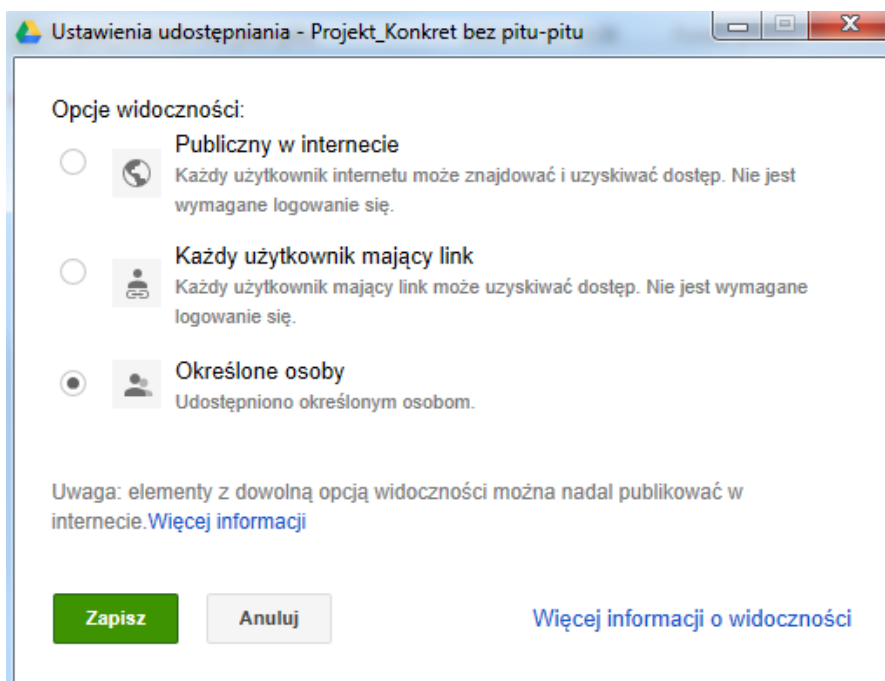 Ustawienia udostępniania - Projekt_Konkret bez pitu-pitu
Opcje widoczności:
Publiczny w internecie
Każdy użytkownik internetu może znajdować i uzyskiwać dostęp. Nie jest
wymagane logowanie się.
Każdy użytkownik mający link
Każdy użytkownik mający link może uzyskiwać dostęp. Nie jest wymagane
logowanie się.
Określone osoby
Udostępniono określonym osobom.
Uwaga: elementy z dowolną opcją widoczności można nadal publikować w
internecie.Więcej informacji
Zapisz Anuluj Więcej informacji o widoczności